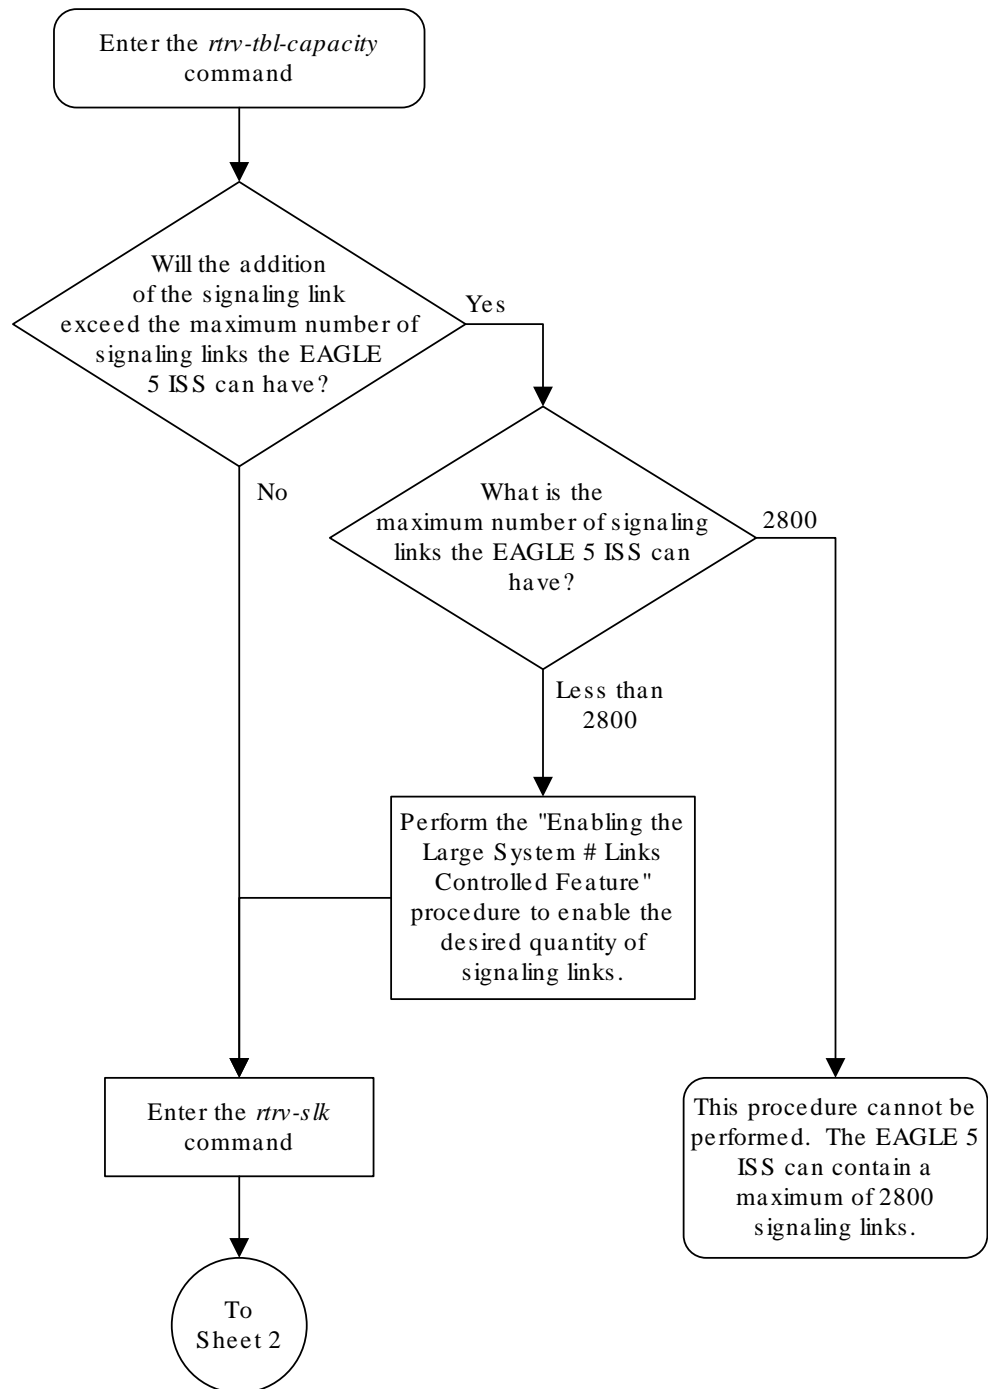 Enter the rtrv-tbl-capacity
command
Will the addition
of the signaling link
exceed the maximum number of
signaling links the EAGLE
5 ISS can have?
Yes
No
What is the
maximum number of signaling
links the EAGLE 5 ISS can
have?
2800
Less than
2800
Perform the "Enabling the
Large System # Links
Controlled Feature"
procedure to enable the
desired quantity of
signaling links.
Enter the rtrv-slk
command
This procedure cannot be
performed. The EAGLE 5
ISS can contain a
maximum of 2800
signaling links.
To
Sheet 2